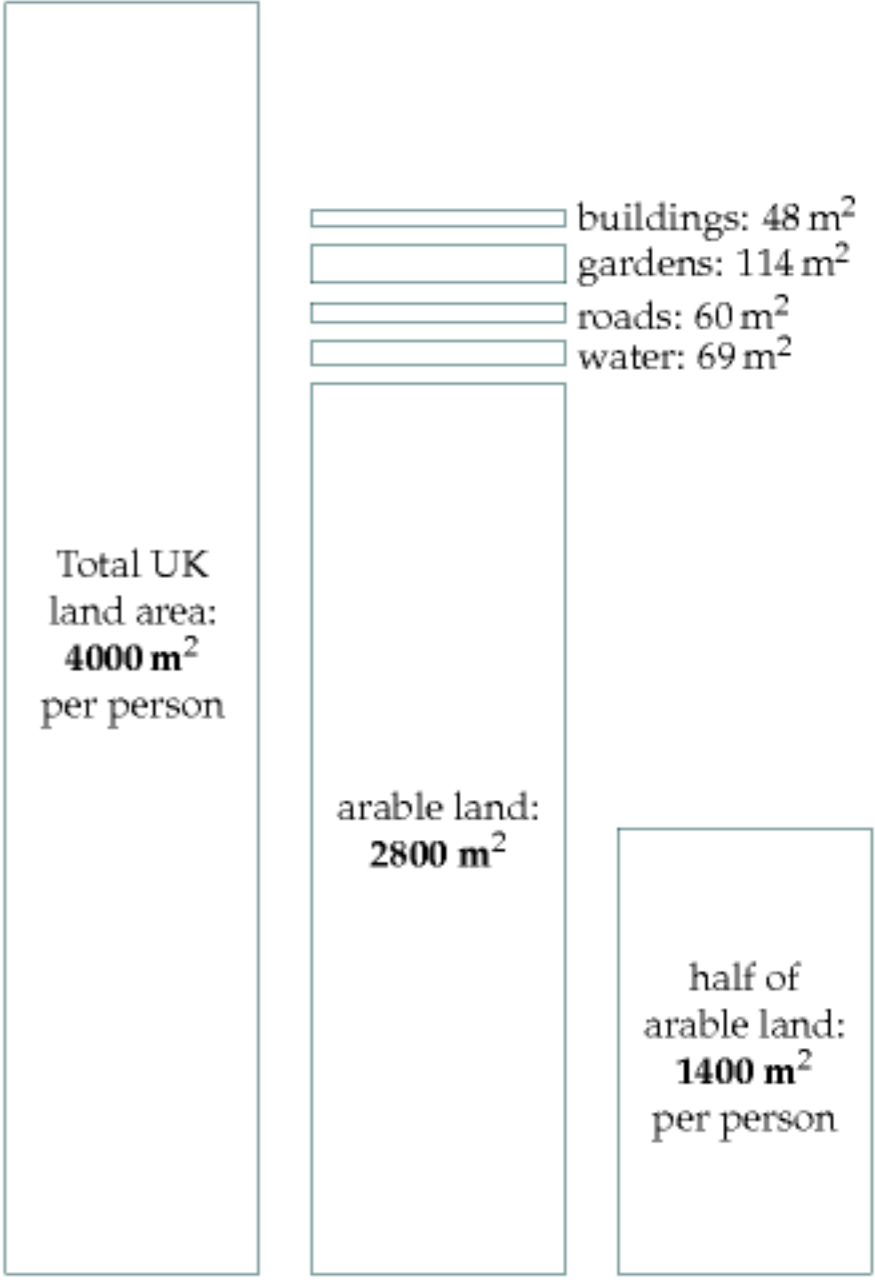 buildings: 48 m²
gardens: 114 m²
roads: 60 m²
water: 69 m²
Total UK
land area:
4000 m²
per person
arable land:
2800 m²
half of
arable land:
1400 m²
per person